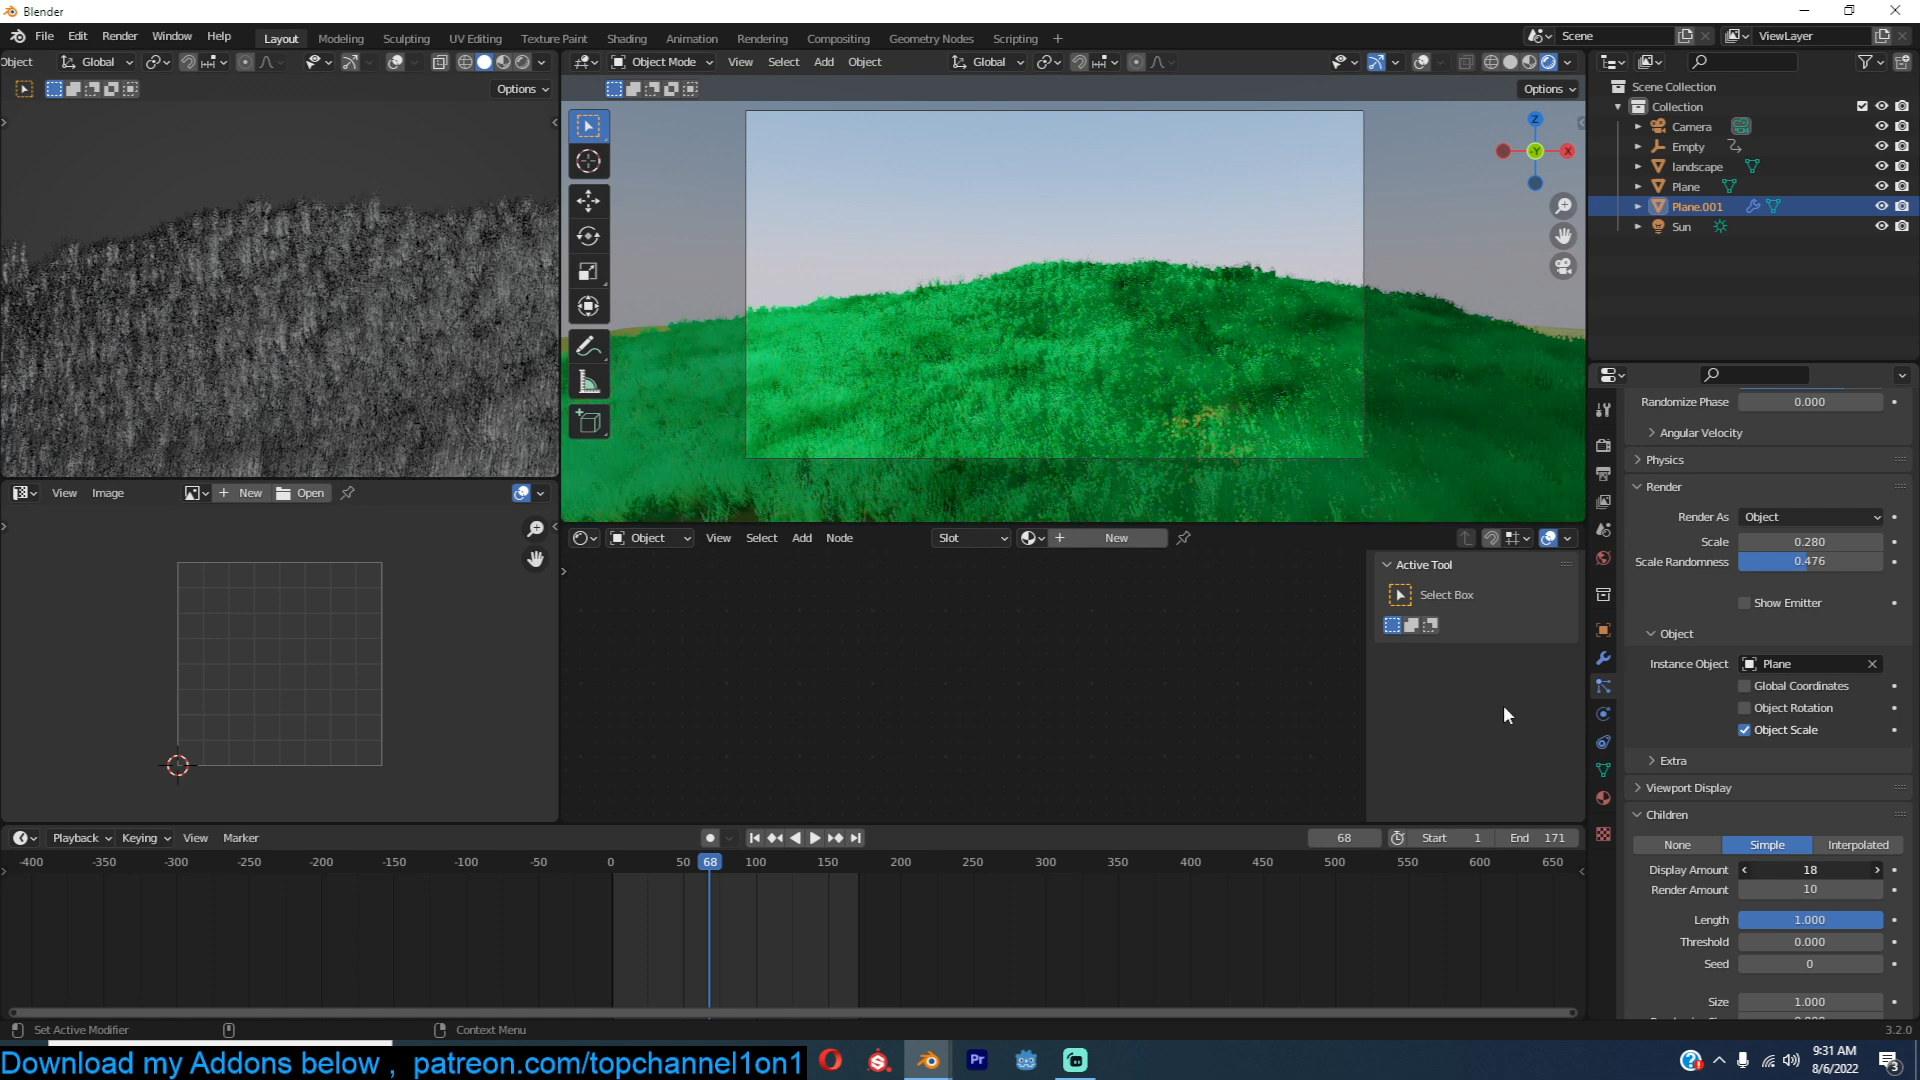 Blender
File Edit Render Window Help
Layout Modeling Sculpting UV Editing Texture Paint Shading Animation Rendering Compositing Geometry Nodes Scripting +
Scene
ViewLayer
Object Global
Options
Object Mode View Select Add Object Global
Options
Z
X
-Y
Scene Collection
Collection
Camera
Empty
landscape
Plane
Plane.001
Sun
Randomize Phase 0.000
Angular Velocity
Physics
Render
Render As Object
Scale 0.280
Scale Randomness 0.476
Show Emitter
Object
Instance Object Plane
Global Coordinates
Object Rotation
Object Scale
Extra
Viewport Display
Children
None Simple Interpolated
Display Amount 18
Render Amount 10
Length 1.000
Threshold 0.000
Seed 0
Size 1.000
View Image + New Open
Object View Select Add Node Slot + New
Active Tool
Select Box
Playback Keying View Marker
68 Start 1 End 171
-400 -350 -300 -250 -200 -150 -100 -50 0 50 68 100 150 200 250 300 350 400 450 500 550 600 650
Set Active Modifier Context Menu 3.2.0
Download my Addons below , patreon.com/topchannel1on1
Pr
9:31 AM
8/6/2022
3